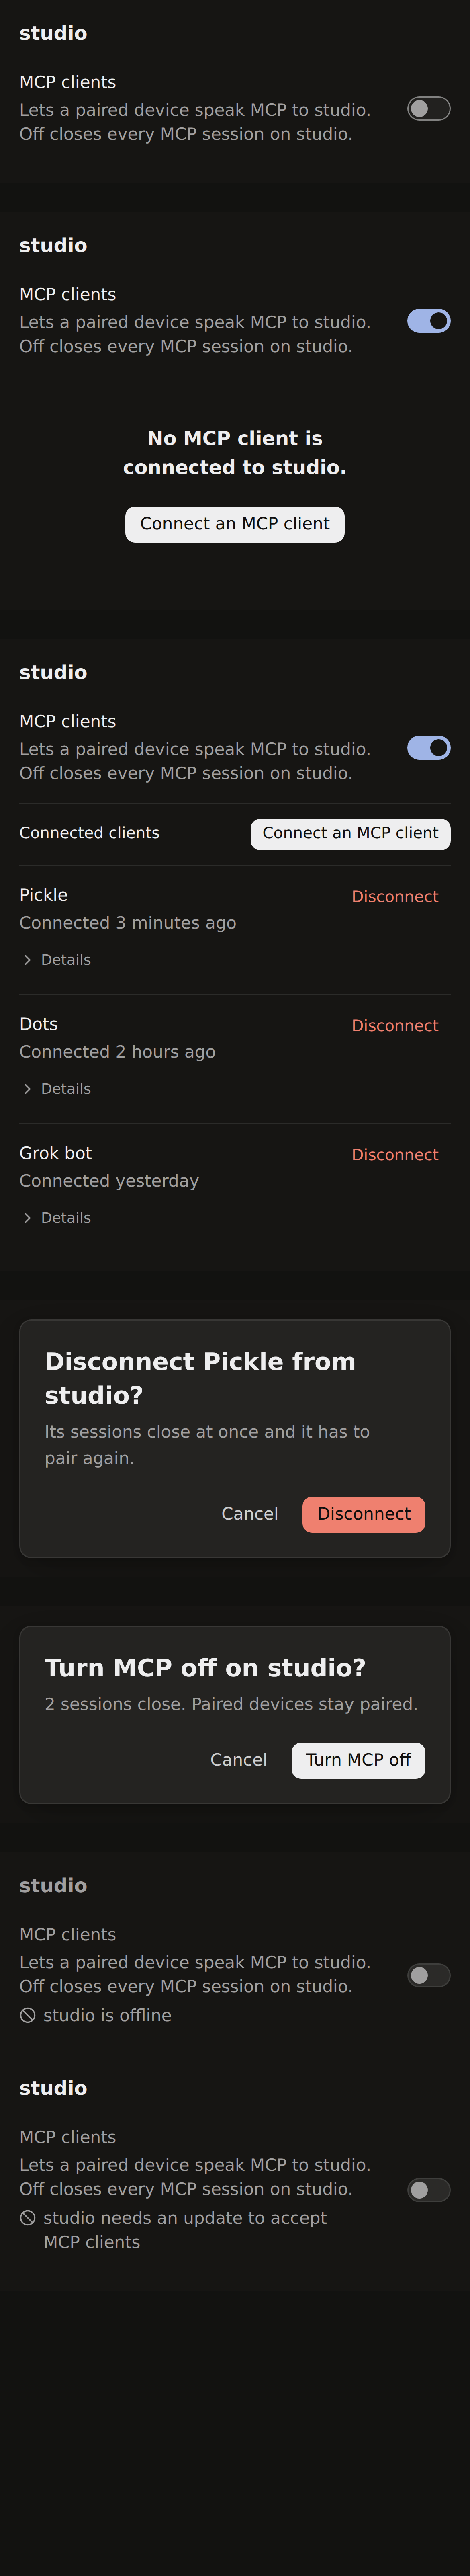 studio
MCP clients
Lets a paired device speak MCP to studio.
Off closes every MCP session on studio.
studio
MCP clients
Lets a paired device speak MCP to studio.
Off closes every MCP session on studio.
No MCP client is
connected to studio.
Connect an MCP client
studio
MCP clients
Lets a paired device speak MCP to studio.
Off closes every MCP session on studio.
Connected clients
Connect an MCP client
Pickle
Disconnect
Connected 3 minutes ago
Details
Dots
Disconnect
Connected 2 hours ago
Details
Grok bot
Disconnect
Connected yesterday
Details
Disconnect Pickle from
studio?
Its sessions close at once and it has to
pair again.
Cancel
Disconnect
Turn MCP off on studio?
2 sessions close. Paired devices stay paired.
Cancel
Turn MCP off
studio
MCP clients
Lets a paired device speak MCP to studio.
Off closes every MCP session on studio.
studio is offline
studio
MCP clients
Lets a paired device speak MCP to studio.
Off closes every MCP session on studio.
studio needs an update to accept
MCP clients